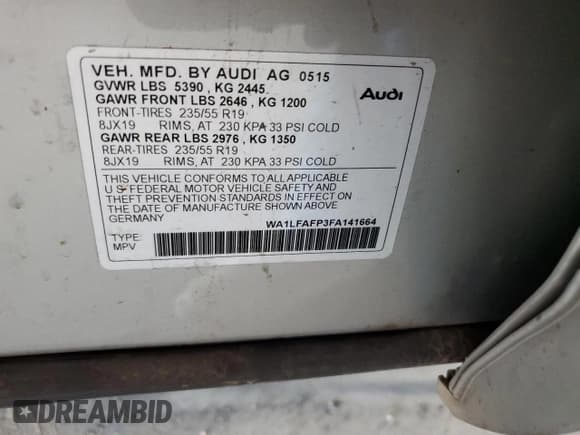 VEH. MFD. BY AUDI AG 0515
GVWR LBS 5390 , KG 2445
GAWR FRONT LBS 2646 , KG 1200
FRONT-TIRES 235/55 R19
8JX19 RIMS, AT 230 KPA 33 PSI COLD
GAWR REAR LBS 2976 , KG 1350
REAR-TIRES 235/55 R19
8JX19 RIMS, AT 230 KPA 33 PSI COLD
Audi
THIS VEHICLE CONFORMS TO ALL APPLICABLE
U.S. FEDERAL MOTOR VEHICLE SAFETY AND
THEFT PREVENTION STANDARDS IN EFFECT ON
THE DATE OF MANUFACTURE SHOWN ABOVE.
WA1LFAFP3FA141664
TYPE:
MPV
DREAMBID